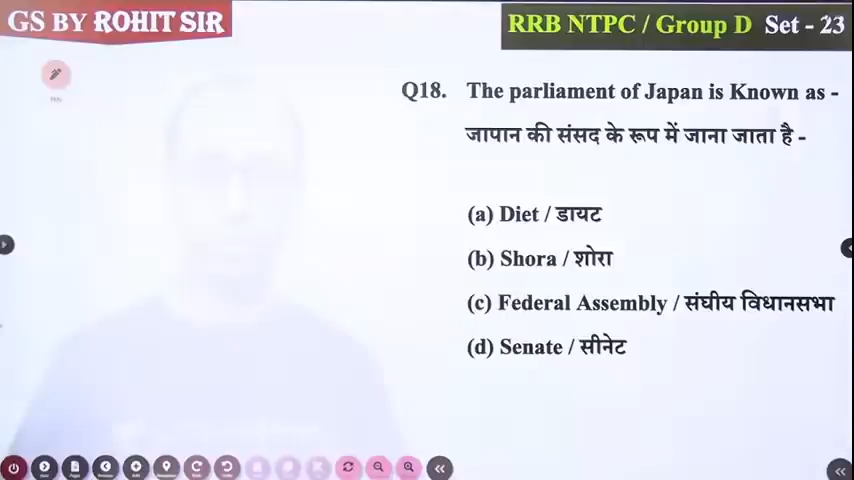 GS BY ROHIT SIR
RRB NTPC / Group D Set - 23
Q18. The parliament of Japan is Known as -
जापान की संसद के रूप में जाना जाता है -
(a) Diet / डायट
(b) Shora / शोरा
(c) Federal Assembly / संघीय विधानसभा
(d) Senate / सीनेट